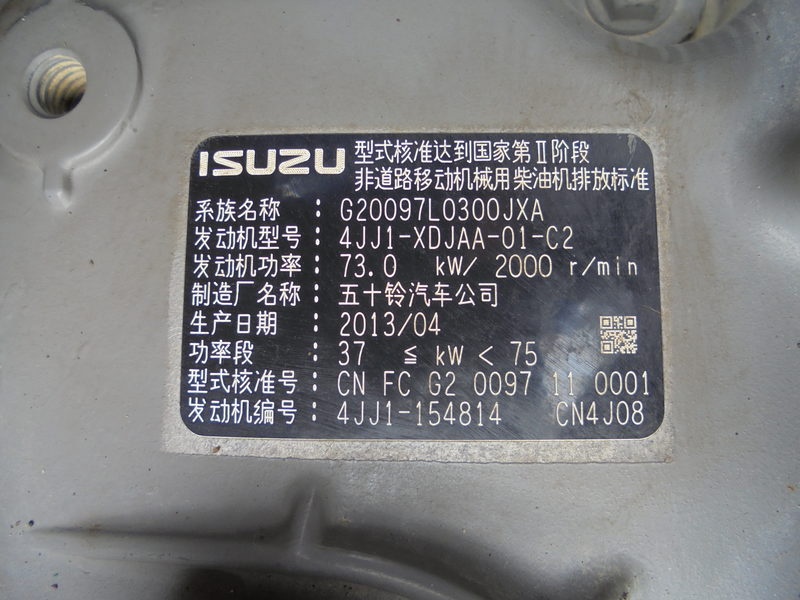 ISUZU 型式核准达到国家第Ⅱ阶段
非道路移动机械用柴油机排放标准
系族名称 : G20097L0300JXA
发动机型号 : 4JJ1-XDJAA-01-C2
发动机功率 : 73.0 kW/ 2000 r/min
制造厂名称 : 五十铃汽车公司
生产日期 : 2013/04
功率段 : 37 ≦ kW < 75
型式核准号 : CN FC G2 0097 11 0001
发动机编号 : 4JJ1-154814 CN4J08